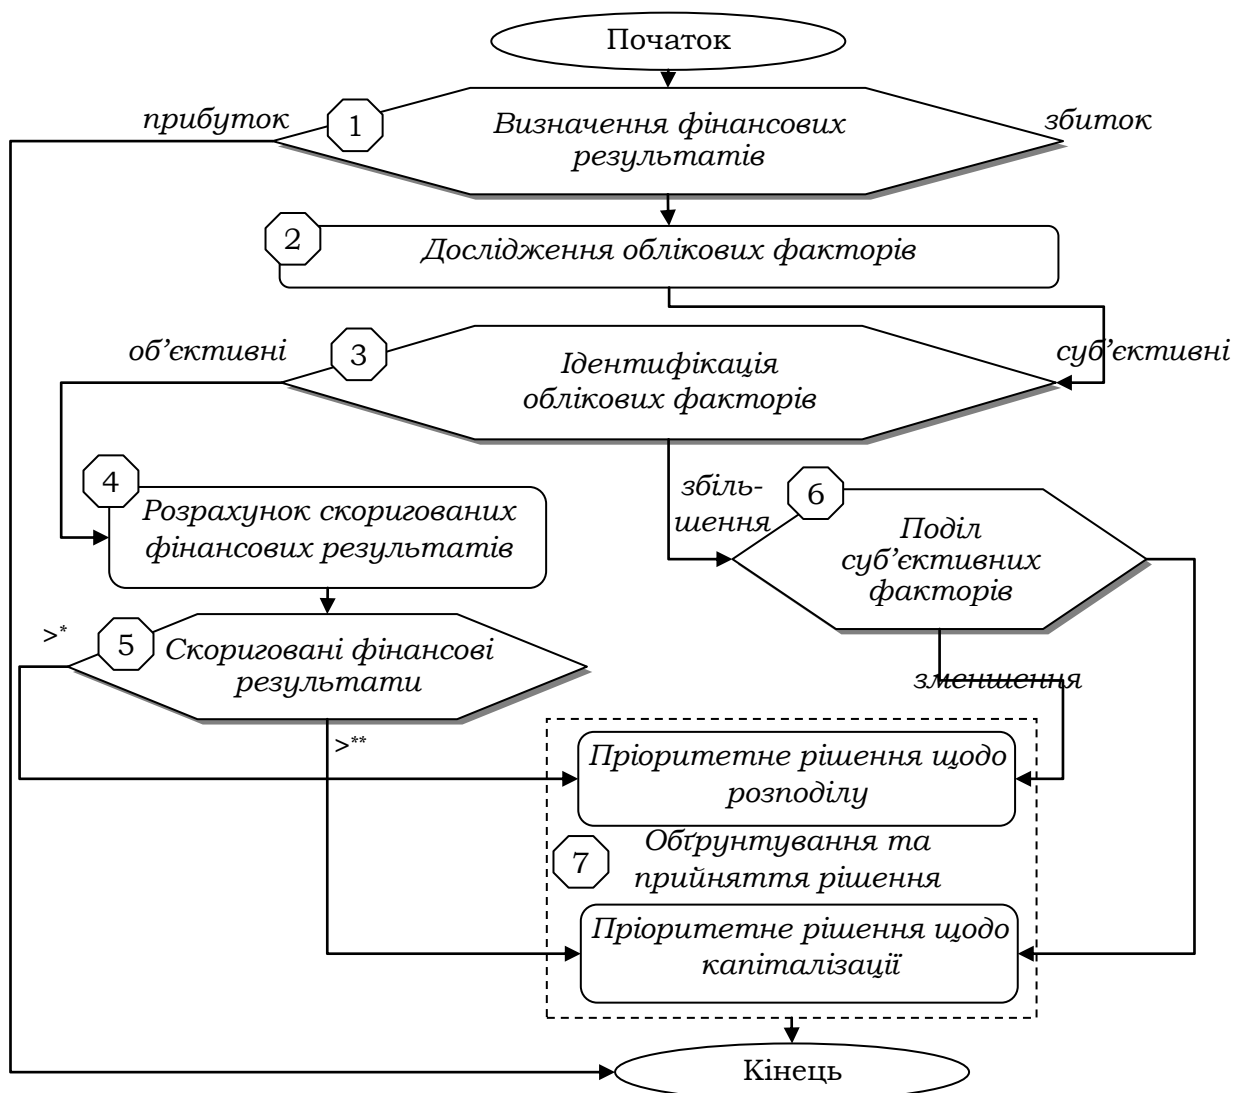 Початок
прибуток
1
Визначення фінансових
результатів
збиток
2
Дослідження облікових факторів
об’єктивні
3
Ідентифікація
облікових факторів
суб’єктивні
4
Розрахунок скоригованих
фінансових результатів
збіль-
шення
6
Поділ
суб’єктивних
факторів
>*
5
Скориговані фінансові
результати
зменшення
>**
Пріоритетне рішення щодо
розподілу
7
Обґрунтування та
прийняття рішення
Пріоритетне рішення щодо
капіталізації
Кінець